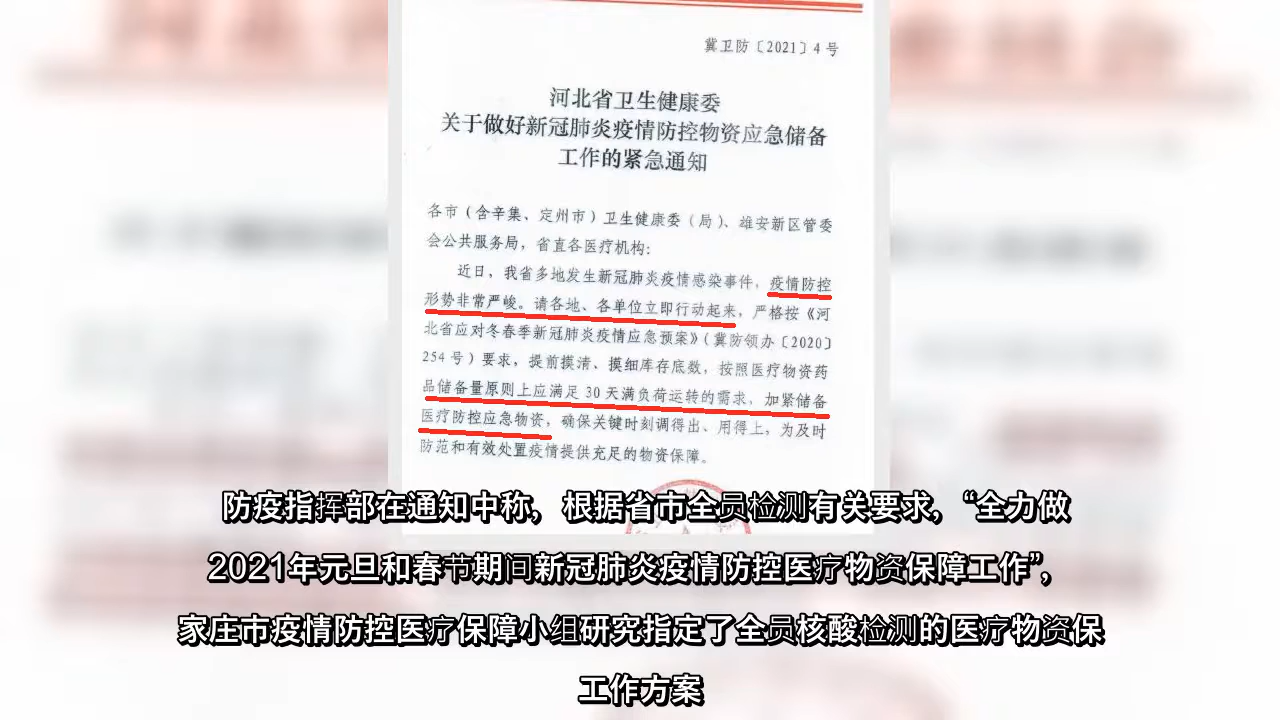 冀卫防〔2021〕4号
河北省卫生健康委
关于做好新冠肺炎疫情防控物资应急储备
工作的紧急通知
各市（含辛集、定州市）卫生健康委（局）、雄安新区管委
会公共服务局，省直各医疗机构：
近日，我省多地发生新冠肺炎疫情感染事件，疫情防控
形势非常严峻。请各地、各单位立即行动起来，严格按《河
北省应对冬春季新冠肺炎疫情应急预案》（冀防领办〔2020〕
254号）要求，提前摸清、摸细库存底数，按照医疗物资药
品储备量原则上应满足30天满负荷运转的需求，加紧储备
医疗防控应急物资，确保关键时刻调得出、用得上，为及时
防范和有效处置疫情提供充足的物资保障。
防疫指挥部在通知中称，根据省市全员检测有关要求，“全力做
2021年元旦和春节期间新冠肺炎疫情防控医疗物资保障工作”，
家庄市疫情防控医疗保障小组研究指定了全员核酸检测的医疗物资保
工作方案